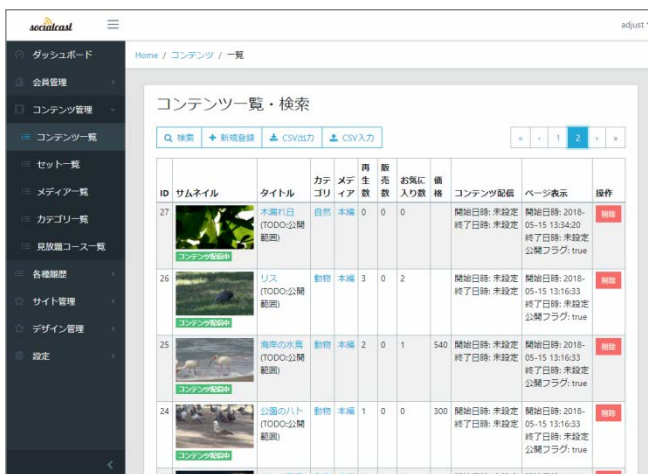 socialcast
adjust
ダッシュボード
会員管理
コンテンツ管理
コンテンツ一覧
セット一覧
メディア一覧
カテゴリ一覧
見放題コース一覧
各種履歴
サイト管理
デザイン管理
設定
Home / コンテンツ / 一覧
コンテンツ一覧・検索
検索 新規登録 CSV出力 CSV入力
« ‹ 1 2 › »
ID サムネイル タイトル カテゴリ メディア 再生数 販売数 お気に入り数 価格 コンテンツ配信 ページ表示 操作
27 木漏れ日 自然 本編 0 0 0 開始日時: 未設定 開始日時: 2018- 削除
(TODO:公開 終了日時: 未設定 05-15 13:34:20
範囲) 終了日時: 未設定
公開フラグ: true
コンテンツ配信中
26 リス 動物 本編 3 0 2 開始日時: 未設定 開始日時: 2018- 削除
(TODO:公開 終了日時: 未設定 05-15 13:16:33
範囲) 終了日時: 未設定
公開フラグ: true
コンテンツ配信中
25 海岸の水鳥 動物 本編 2 0 1 540 開始日時: 未設定 開始日時: 2018- 削除
(TODO:公開 終了日時: 未設定 05-15 13:16:33
範囲) 終了日時: 未設定
公開フラグ: true
コンテンツ配信中
24 公園のハト 動物 本編 1 0 0 300 開始日時: 未設定 開始日時: 2018- 削除
(TODO:公開 終了日時: 未設定 05-15 13:16:33
範囲) 終了日時: 未設定
公開フラグ: true
コンテンツ配信中